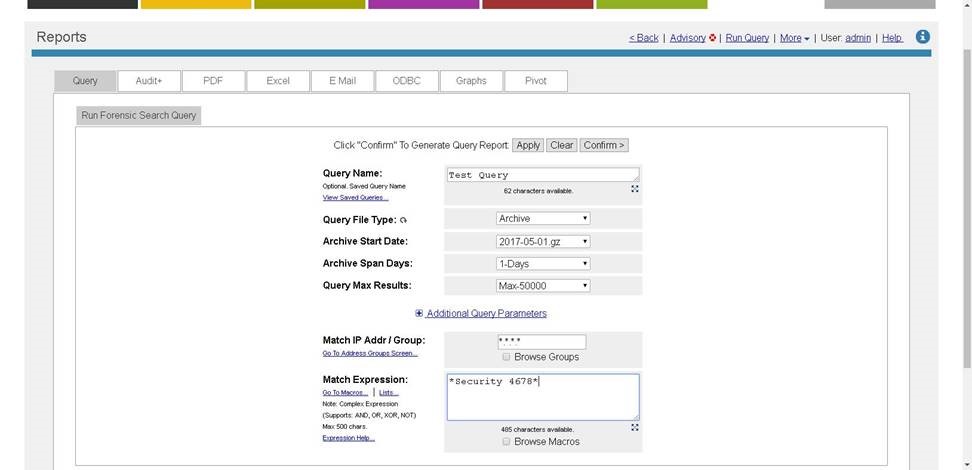 Reports
< Back | Advisory | Run Query | More | User: admin | Help
Query Audit+ PDF Excel E Mail ODBC Graphs Pivot
Run Forensic Search Query
Click "Confirm" To Generate Query Report: Apply Clear Confirm >
Query Name: Test Query
Optional. Saved Query Name
62 characters available.
View Saved Queries...
Query File Type: Archive
Archive Start Date: 2017-05-01.gz
Archive Span Days: 1-Days
Query Max Results: Max-50000
Additional Query Parameters
Match IP Addr / Group: *.*.*.*
Go To Address Groups Screen...
Browse Groups
Match Expression: *Security 4678*
Go To Macros... | Lists...
Note: Complex Expression
(Supports: AND, OR, XOR, NOT)
Max 500 chars.
485 characters available.
Expression Help...
Browse Macros